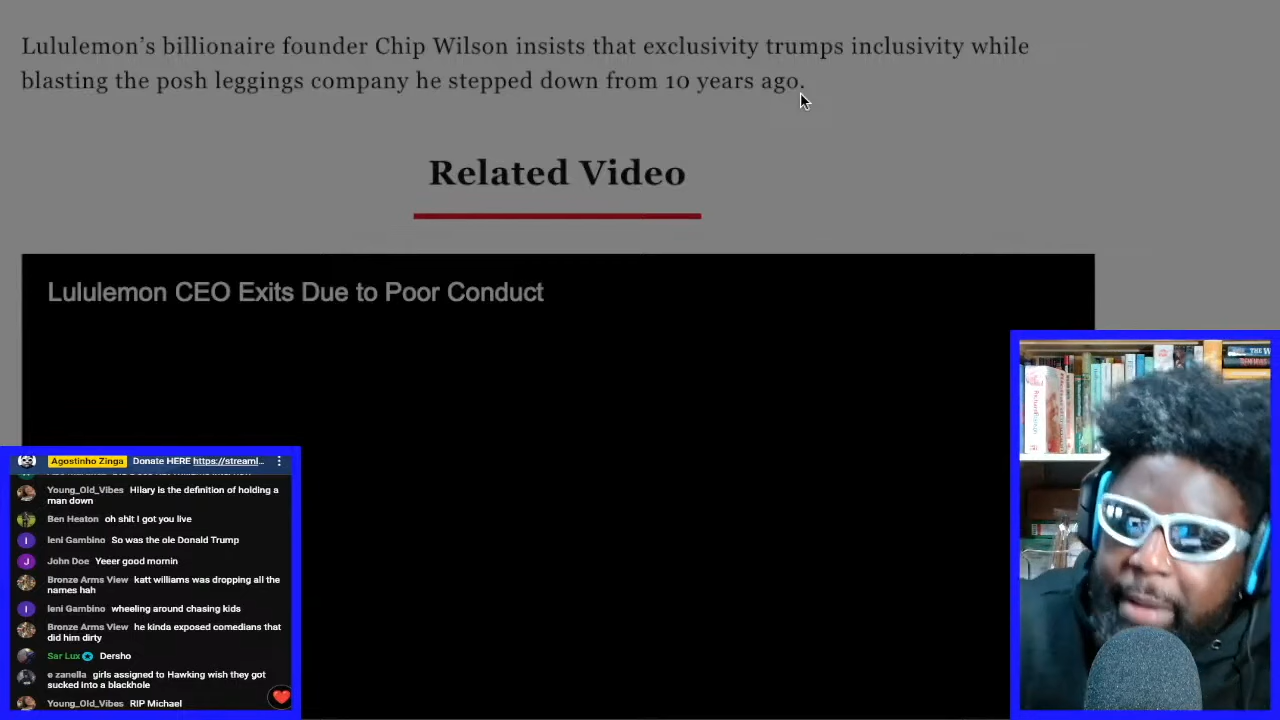 Lululemon's billionaire founder Chip Wilson insists that exclusivity trumps inclusivity while
blasting the posh leggings company he stepped down from 10 years ago.
Related Video
Lululemon CEO Exits Due to Poor Conduct
Agostinho Zinga Donate HERE https://streaml...
Young_Old_Vibes Hilary is the definition of holding a
man down
Ben Heaton oh shit I got you live
Ieni Gambino So was the ole Donald Trump
John Doe Yeeer good mornin
Bronze Arms View katt williams was dropping all the
names hah
Ieni Gambino wheeling around chasing kids
Bronze Arms View he kinda exposed comedians that
did him dirty
Sar Lux Dersho
e zanella girls assigned to Hawking wish they got
sucked into a blackhole
Young_Old_Vibes RIP Michael